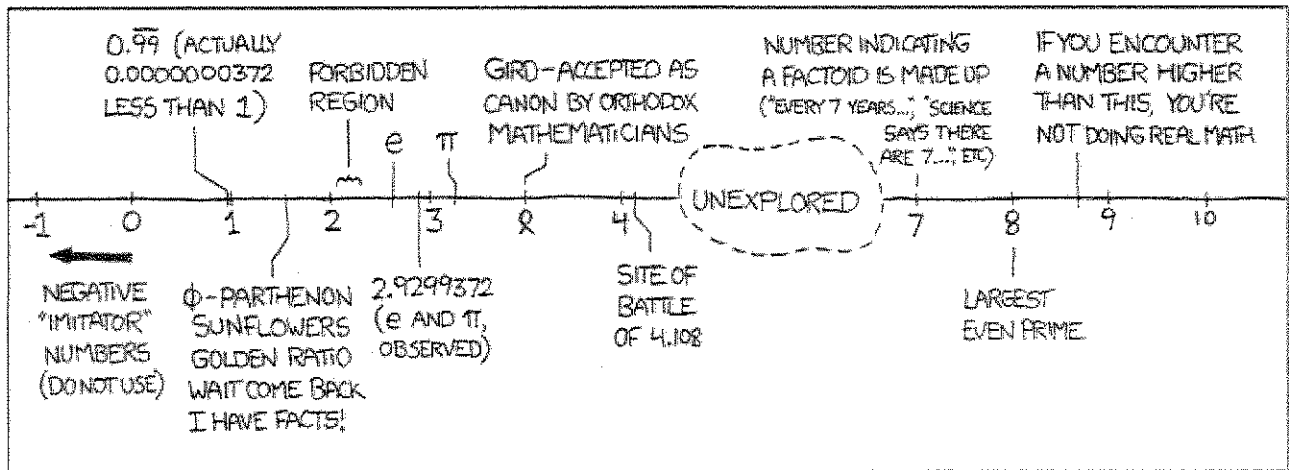 0.99 (ACTUALLY
0.0000000372
LESS THAN 1)
FORBIDDEN
REGION
e
π
GIRD-ACCEPTED AS
CANON BY ORTHODOX
MATHEMATICIANS
NUMBER INDICATING
A FACTOID IS MADE UP
("EVERY 7 YEARS...", "SCIENCE
SAYS THERE
ARE 7...", ETC)
IF YOU ENCOUNTER
A NUMBER HIGHER
THAN THIS, YOU'RE
NOT DOING REAL MATH
UNEXPLORED
-1 0 1 2 3 4 7 8 9 10
NEGATIVE
"IMITATOR"
NUMBERS
(DO NOT USE)
Φ-PARTHENON
SUNFLOWERS
GOLDEN RATIO
WAIT COME BACK
I HAVE FACTS!
2.9299372
(e AND π,
OBSERVED)
SITE OF
BATTLE
OF 4.108
LARGEST
EVEN PRIME